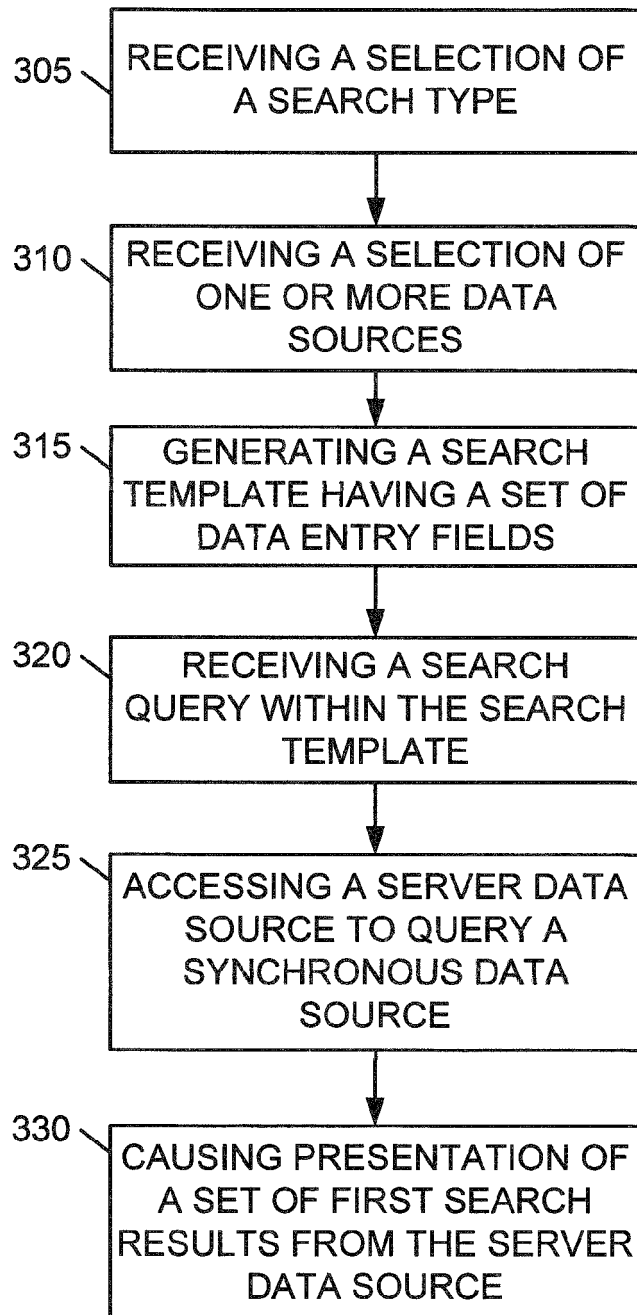 305
RECEIVING A SELECTION OF
A SEARCH TYPE
310
RECEIVING A SELECTION OF
ONE OR MORE DATA
SOURCES
315
GENERATING A SEARCH
TEMPLATE HAVING A SET OF
DATA ENTRY FIELDS
320
RECEIVING A SEARCH
QUERY WITHIN THE SEARCH
TEMPLATE
325
ACCESSING A SERVER DATA
SOURCE TO QUERY A
SYNCHRONOUS DATA
SOURCE
330
CAUSING PRESENTATION OF
A SET OF FIRST SEARCH
RESULTS FROM THE SERVER
DATA SOURCE